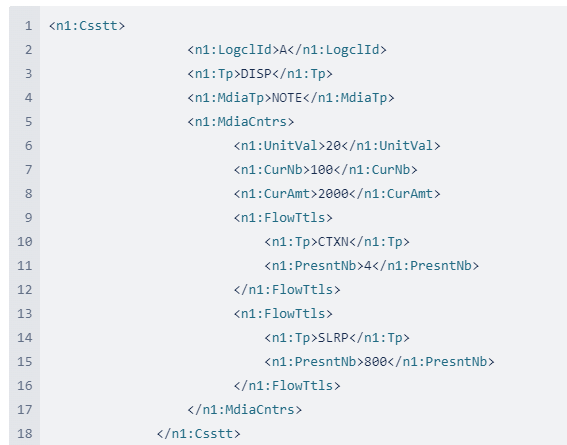 1 <n1:Csstt>
2 <n1:LogclId>A</n1:LogclId>
3 <n1:Tp>DISP</n1:Tp>
4 <n1:MdiaTp>NOTE</n1:MdiaTp>
5 <n1:MdiaCntrs>
6 <n1:UnitVal>20</n1:UnitVal>
7 <n1:CurNb>100</n1:CurNb>
8 <n1:CurAmt>2000</n1:CurAmt>
9 <n1:FlowTtls>
10 <n1:Tp>CTXN</n1:Tp>
11 <n1:PresntNb>4</n1:PresntNb>
12 </n1:FlowTtls>
13 <n1:FlowTtls>
14 <n1:Tp>SLRP</n1:Tp>
15 <n1:PresntNb>800</n1:PresntNb>
16 </n1:FlowTtls>
17 </n1:MdiaCntrs>
18 </n1:Csstt>